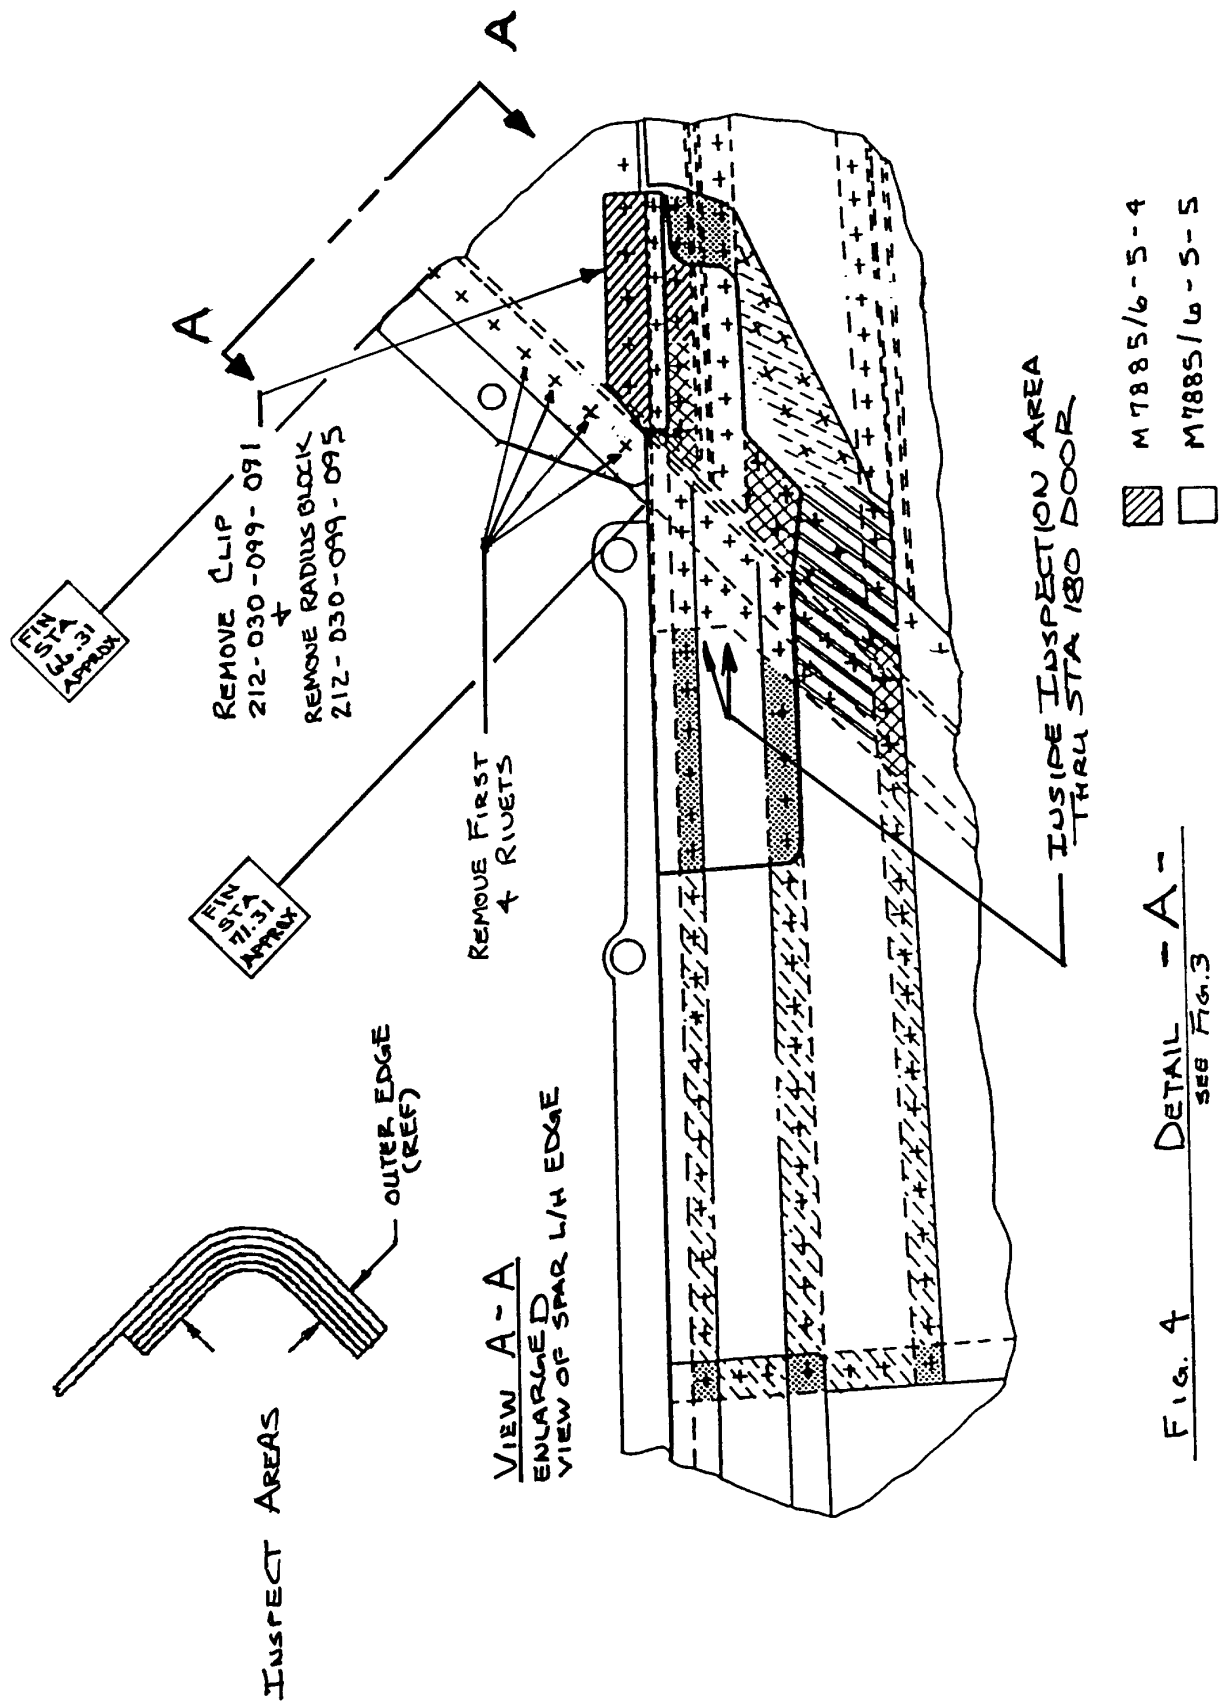 INSPECT AREAS
OUTER EDGE
(REF)
VIEW A-A
ENLARGED
VIEW OF SPAR L/H EDGE
FIN
STA
71.31
APPROX
FIN
STA
66.31
APPROX
REMOVE CLIP
212-030-099-091
+
REMOVE RADIUS BLOCK
212-030-099-095
A
A
REMOVE FIRST
4 RIVETS
INSIDE INSPECTION AREA
THRU STA 180 DOOR
M7885/6-5-4
M7885/6-5-5
FIG. 4 DETAIL -A-
SEE FIG.3